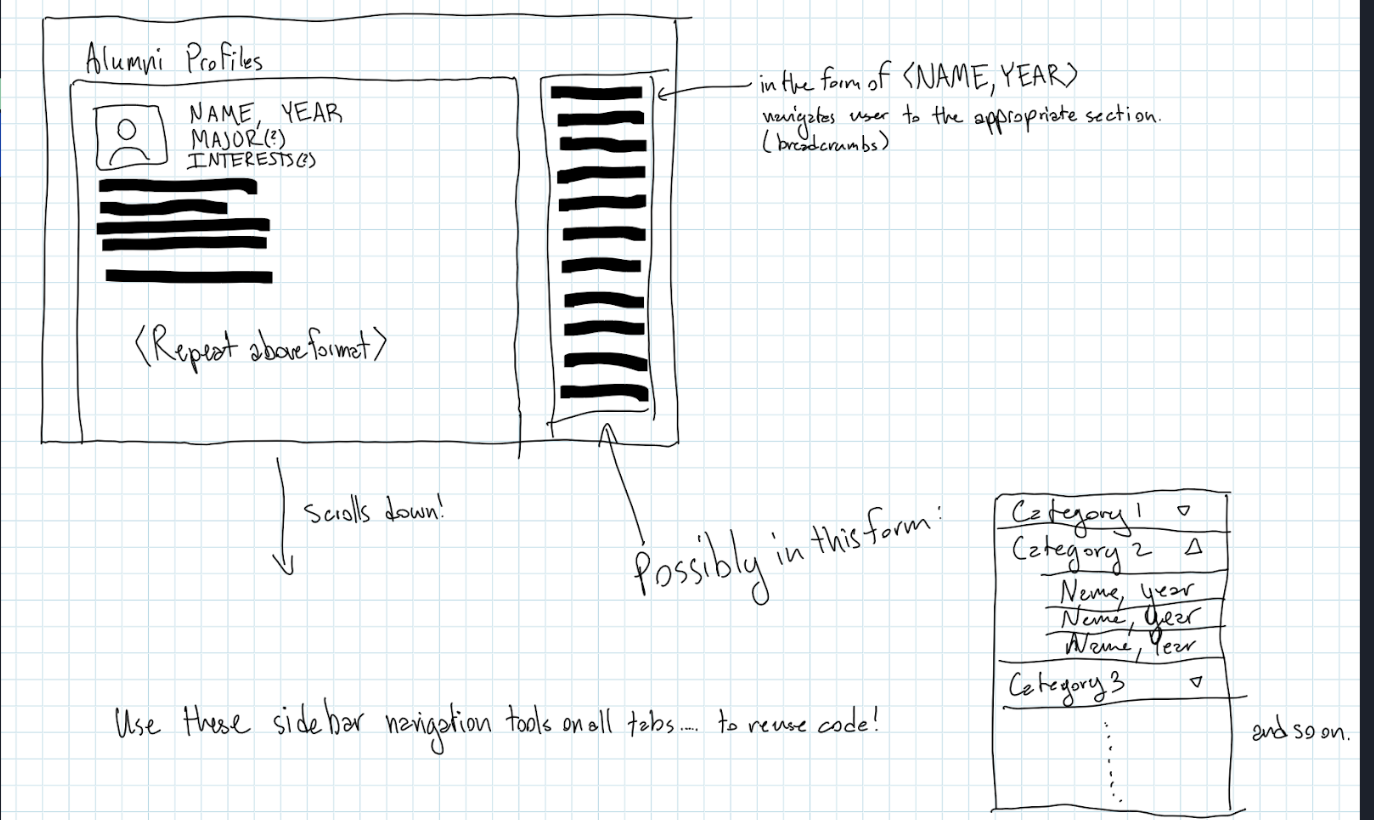 Alumni Profiles
NAME, YEAR
MAJOR(?)
INTERESTS(?)
<Repeat above format>
in the form of <NAME, YEAR>
navigates user to the appropriate section.
(breadcrumbs)
Scrolls down!
Possibly in this form:
Category 1
Category 2
Name, year
Name, year
Name, Year
Category 3
and so on.
Use these sidebar navigation tools on all tabs.... to reuse code!